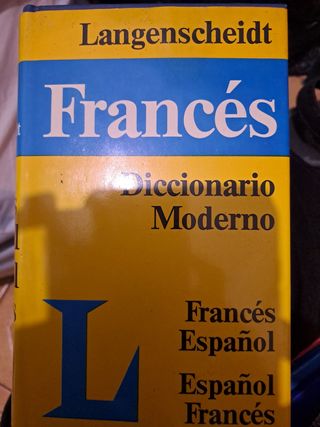 Langenscheidt
Francés
Diccionario
Moderno
L
Francés
Español
Español
Francés